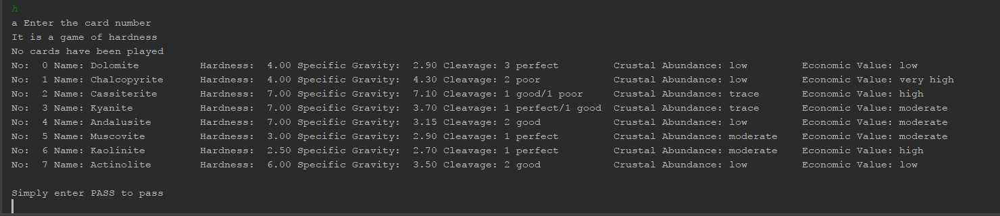 h
a Enter the card number
It is a game of hardness
No cards have been played
No:  0 Name: Dolomite          Hardness:  4.00 Specific Gravity:  2.90 Cleavage: 3 perfect         Crustal Abundance: low         Economic Value: low
No:  1 Name: Chalcopyrite      Hardness:  4.00 Specific Gravity:  4.30 Cleavage: 2 poor            Crustal Abundance: low         Economic Value: very high
No:  2 Name: Cassiterite       Hardness:  7.00 Specific Gravity:  7.10 Cleavage: 1 good/1 poor     Crustal Abundance: trace       Economic Value: high
No:  3 Name: Kyanite           Hardness:  7.00 Specific Gravity:  3.70 Cleavage: 1 perfect/1 good  Crustal Abundance: trace       Economic Value: moderate
No:  4 Name: Andalusite        Hardness:  7.00 Specific Gravity:  3.15 Cleavage: 2 good            Crustal Abundance: low         Economic Value: moderate
No:  5 Name: Muscovite         Hardness:  3.00 Specific Gravity:  2.90 Cleavage: 1 perfect         Crustal Abundance: moderate    Economic Value: moderate
No:  6 Name: Kaolinite         Hardness:  2.50 Specific Gravity:  2.70 Cleavage: 1 perfect         Crustal Abundance: moderate    Economic Value: high
No:  7 Name: Actinolite        Hardness:  6.00 Specific Gravity:  3.50 Cleavage: 2 good            Crustal Abundance: low         Economic Value: low
Simply enter PASS to pass